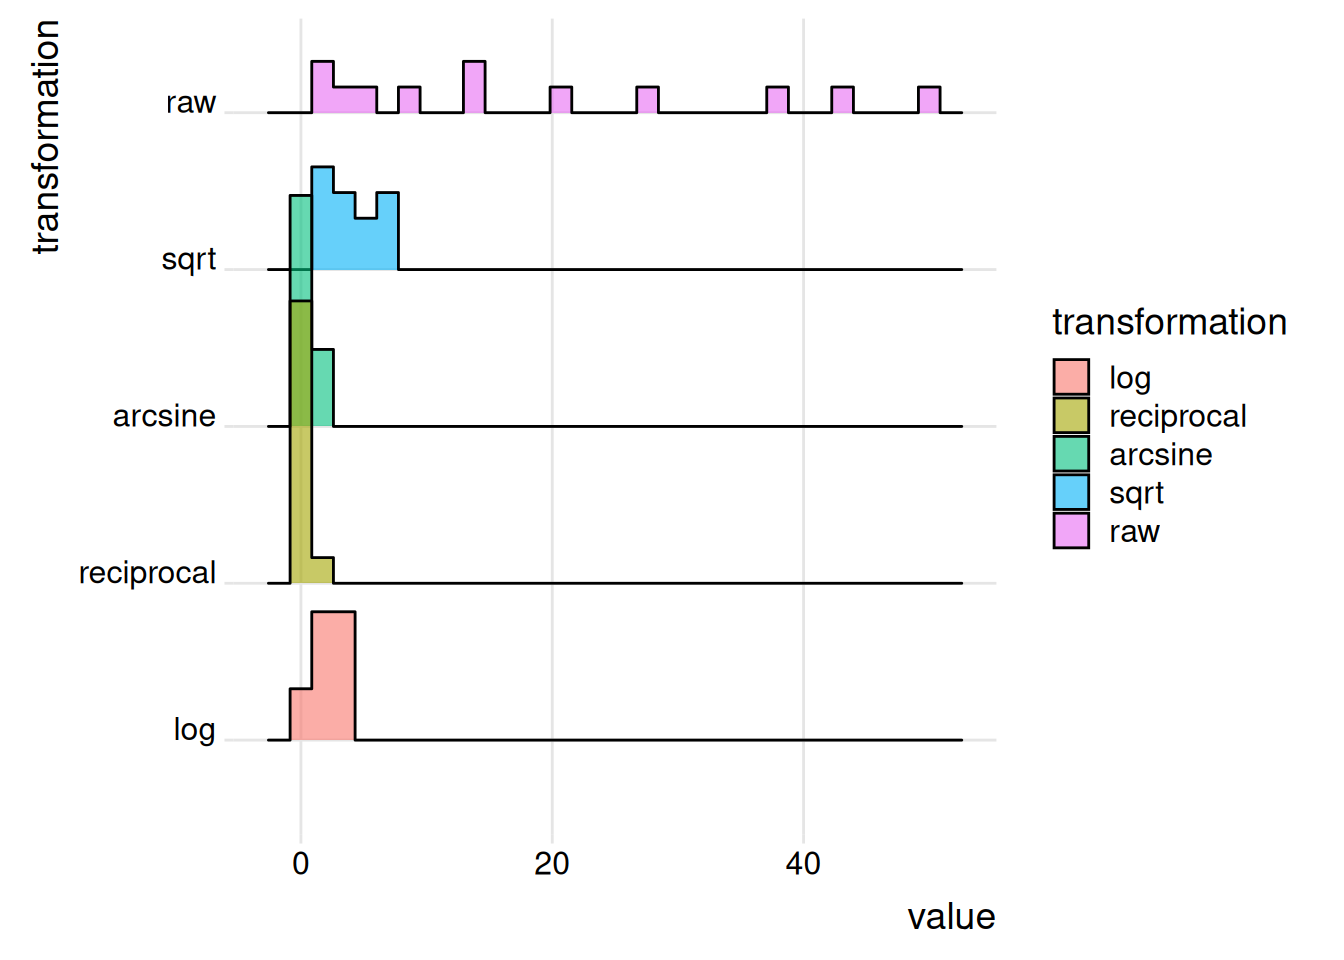 transformation
raw
sqrt
arcsine
reciprocal
log
0 20 40
value
transformation
log
reciprocal
arcsine
sqrt
raw